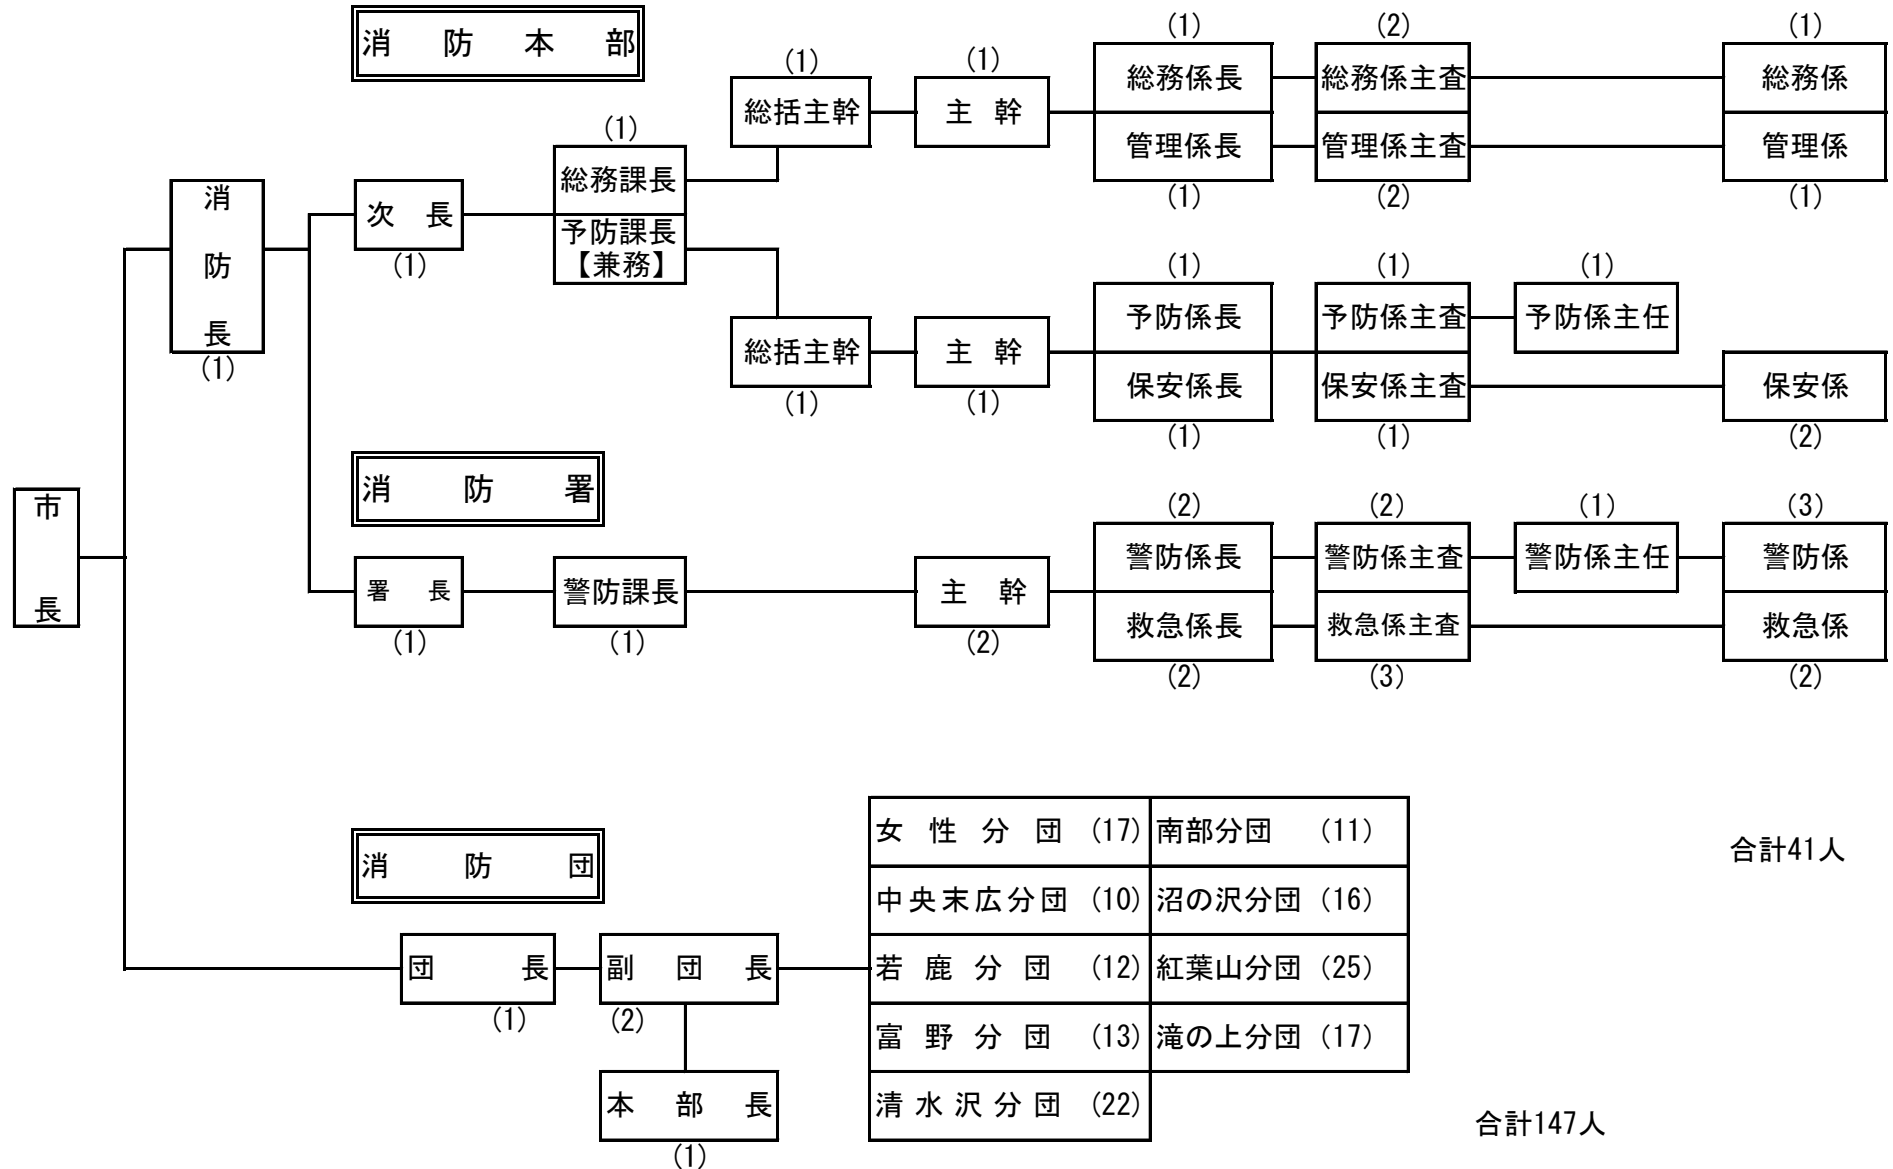 消防本部
(1)
(2)
(1)
(1)
(1)
総務係長
総務係主査
総務係
総括主幹
主幹
(1)
管理係長
管理係主査
管理係
総務課長
(1)
(2)
(1)
消防長
次長
予防課長
【兼務】
(1)
(1)
(1)
(1)
予防係長
予防係主査
予防係主任
総括主幹
主幹
(1)
保安係長
保安係主査
保安係
(1)
(1)
(1)
(1)
(2)
消防署
市長
(2)
(2)
(1)
(3)
警防係長
警防係主査
警防係主任
警防係
署長
警防課長
主幹
救急係長
救急係主査
救急係
(1)
(1)
(2)
(2)
(3)
(2)
消防団
女性分団 (17) 南部分団 (11)
合計41人
中央末広分団 (10) 沼の沢分団 (16)
団長
副団長
若鹿分団 (12) 紅葉山分団 (25)
(1)
(2)
富野分団 (13) 滝の上分団 (17)
本部長
清水沢分団 (22)
合計147人
(1)